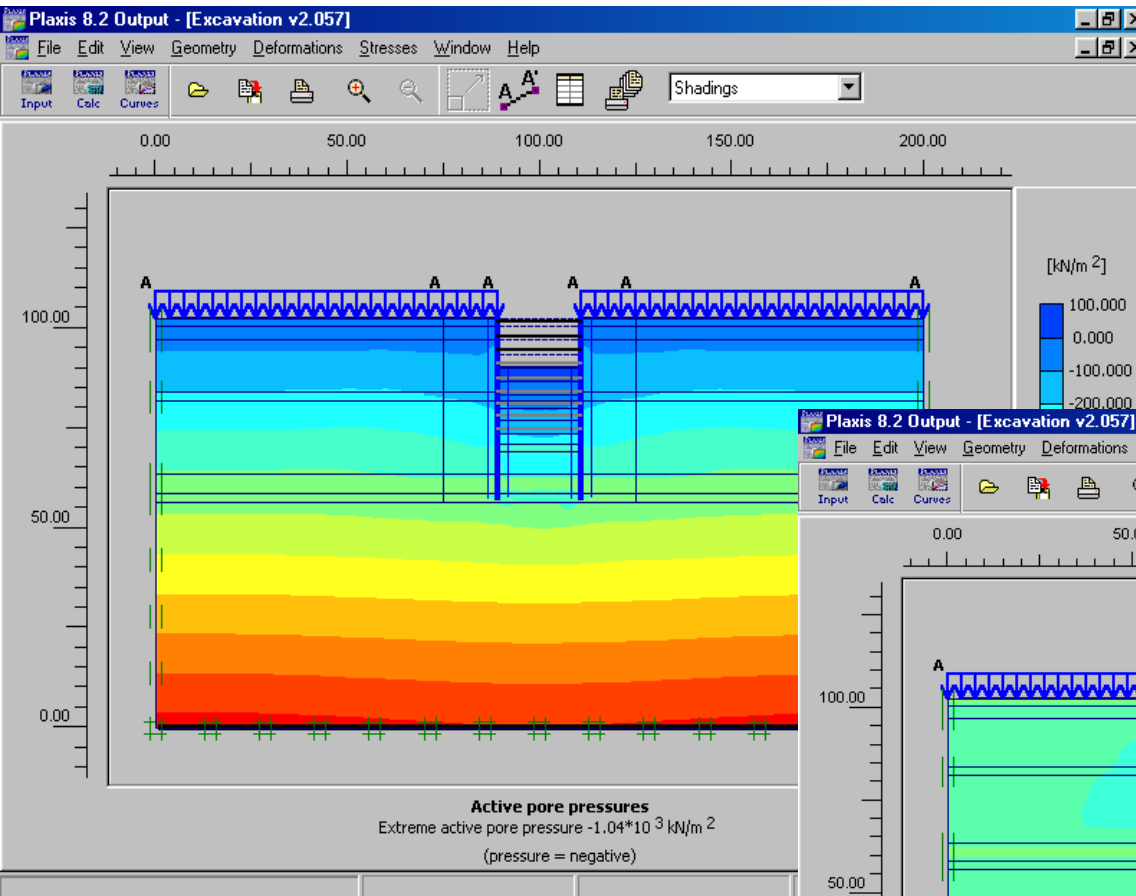 Plaxis 8.2 Output - [Excavation v2.057]
File Edit View Geometry Deformations Stresses Window Help
Input Calc Curves A A' Shadings
0.00 50.00 100.00 150.00 200.00
[kN/m 2]
100.000
0.000
-100.000
-200.000
A A A A A A
100.00
50.00
0.00
Active pore pressures
Extreme active pore pressure -1.04*10 3 kN/m 2
(pressure = negative)
Plaxis 8.2 Output - [Excavation v2.057]
File Edit View Geometry Deformations
Input Calc Curves
0.00 50.
A
100.00
50.00